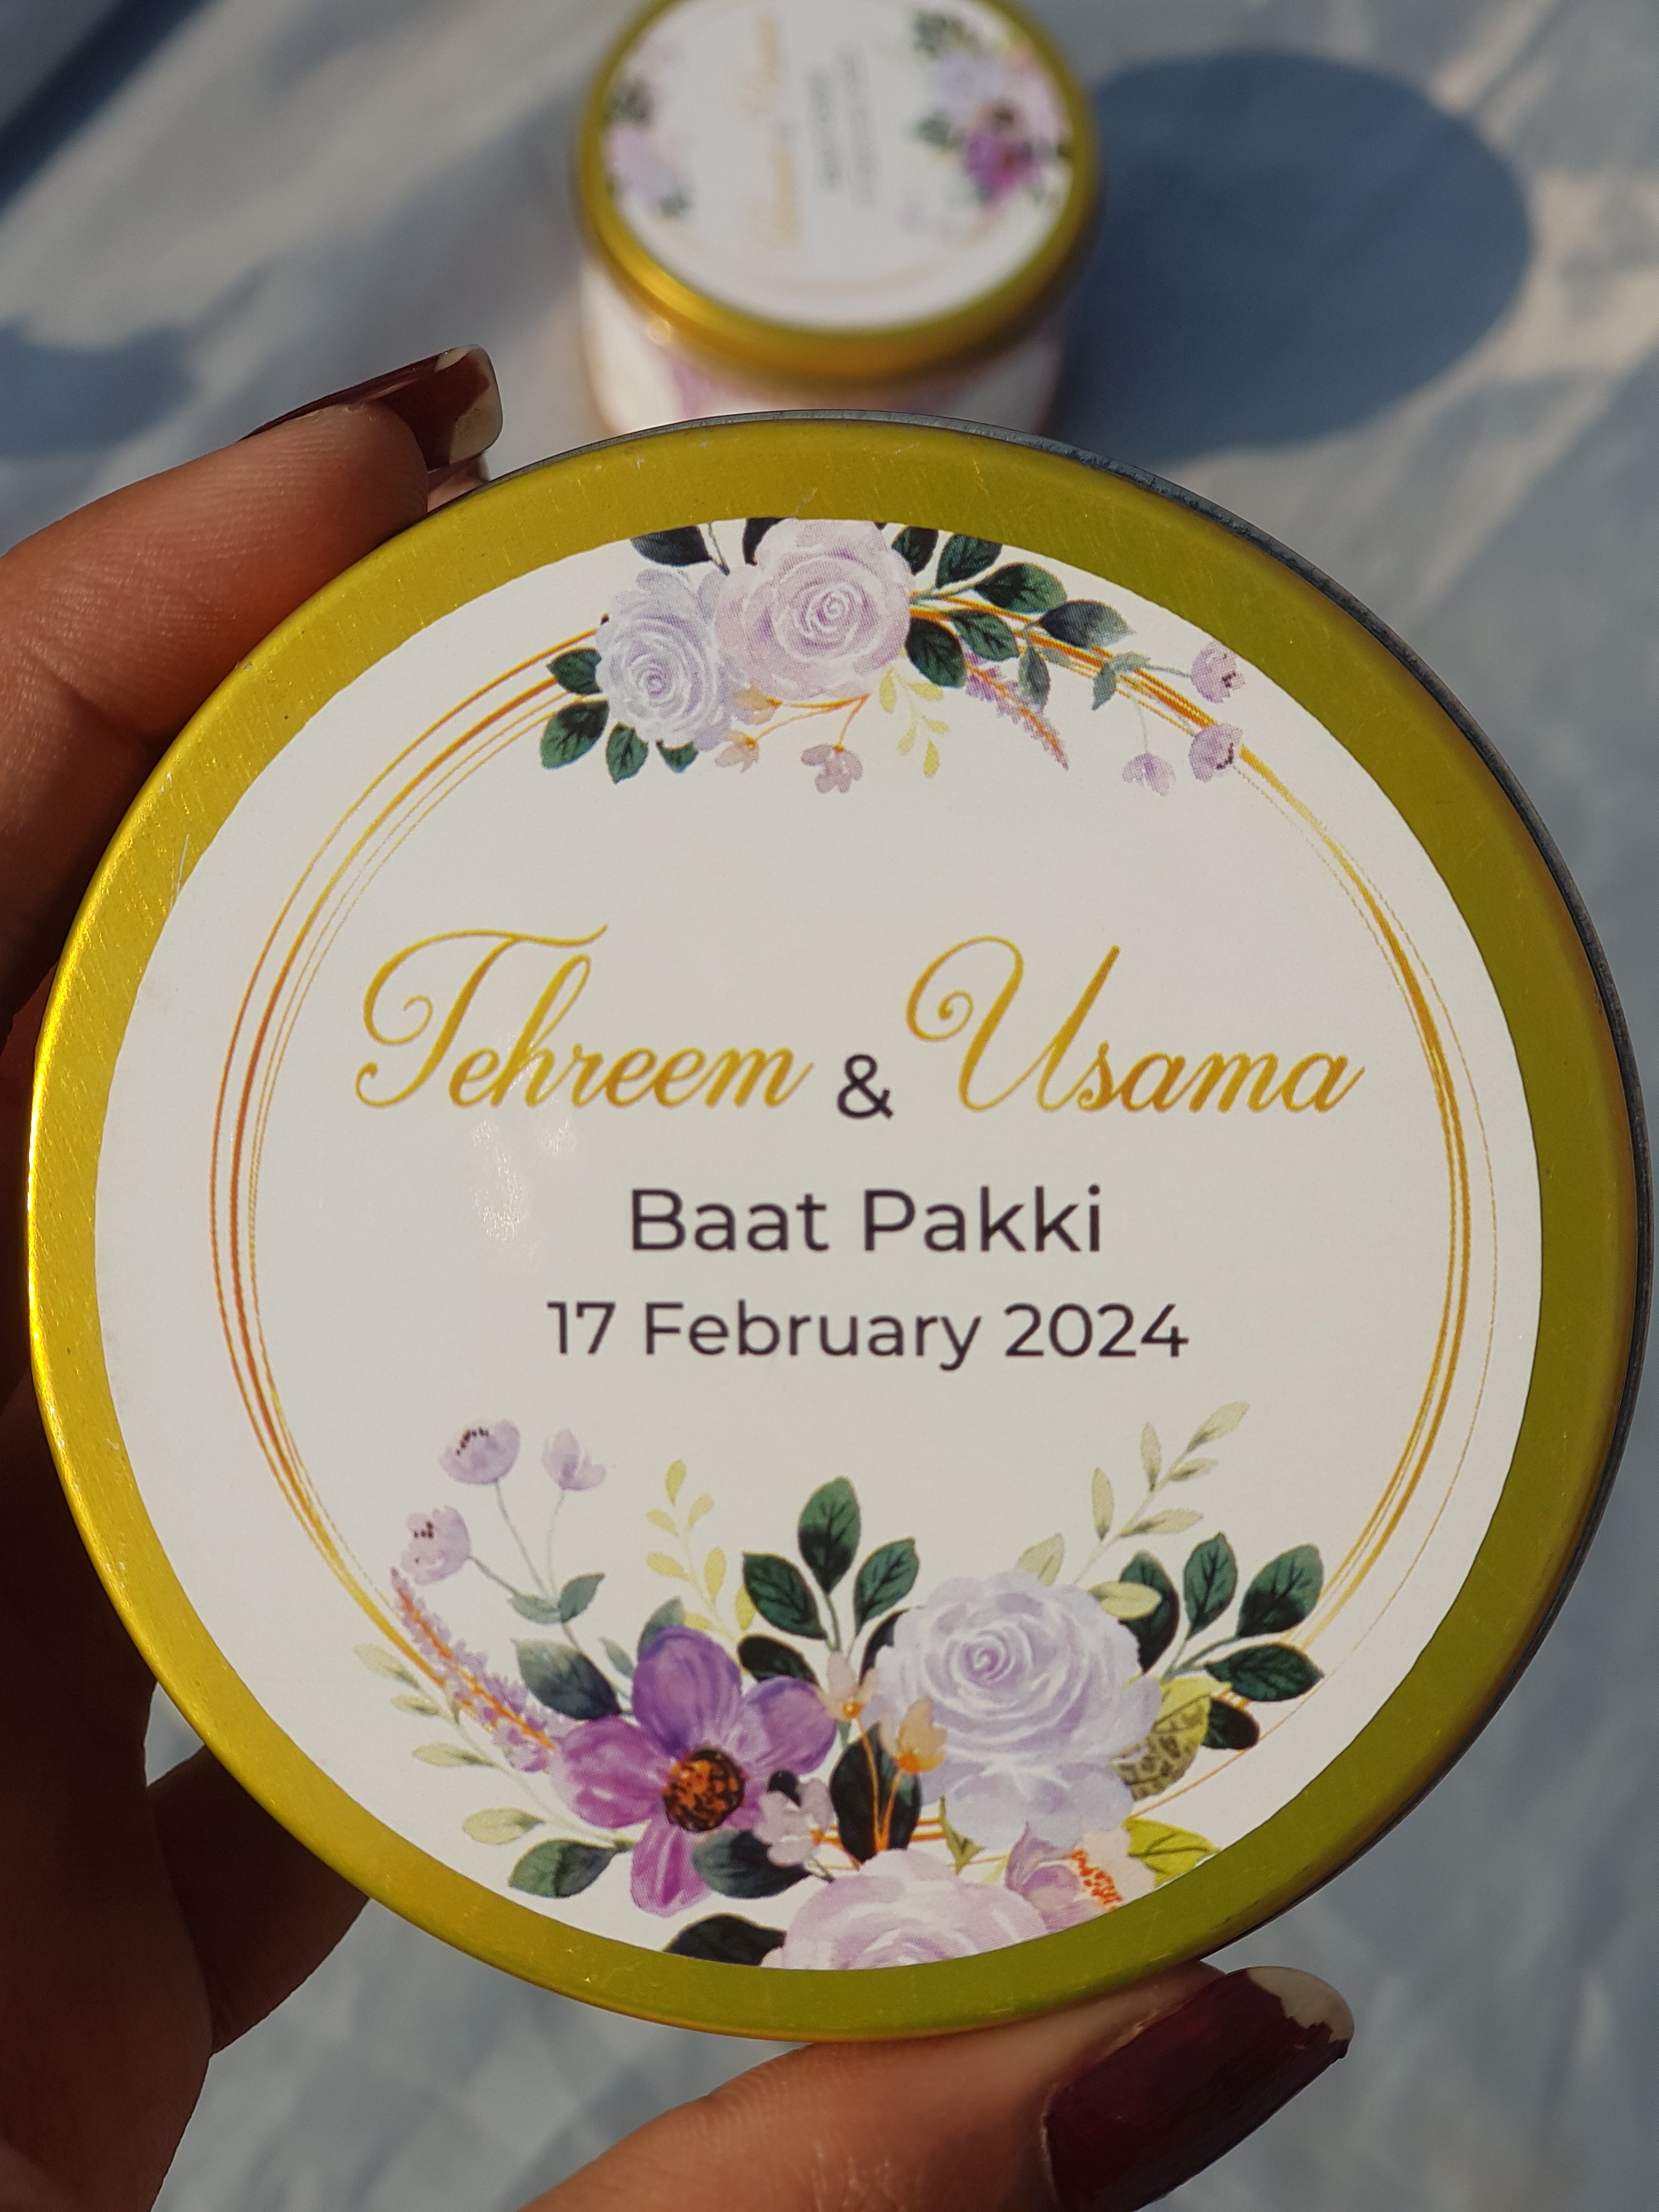 Tehreem & Usama
Baat Pakki
17 February 2024